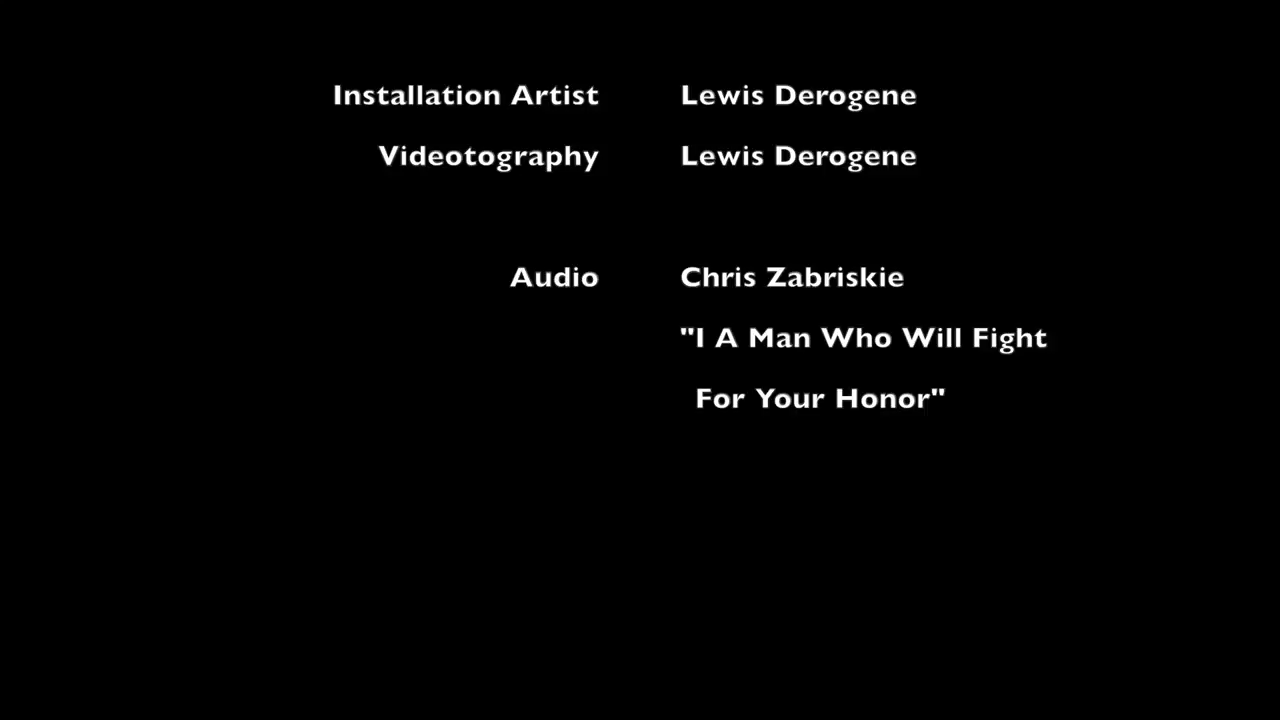 Installation Artist Lewis Derogene
Videotography Lewis Derogene
Audio Chris Zabriskie
"I A Man Who Will Fight
For Your Honor"